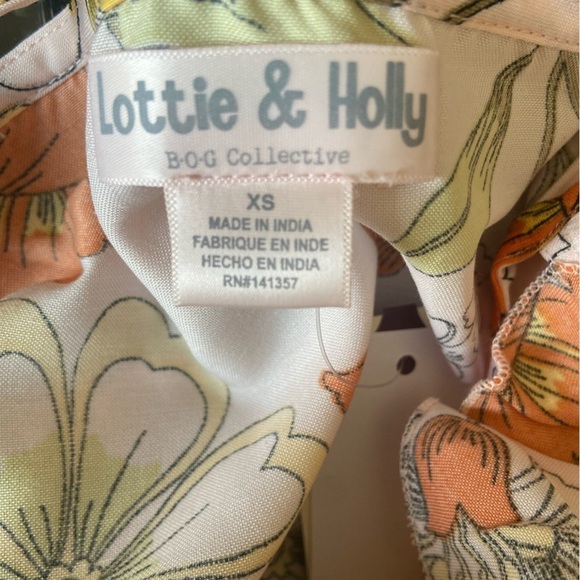 Lottie & Holly
B·O·G Collective
XS
MADE IN INDIA
FABRIQUE EN INDE
HECHO EN INDIA
RN#141357